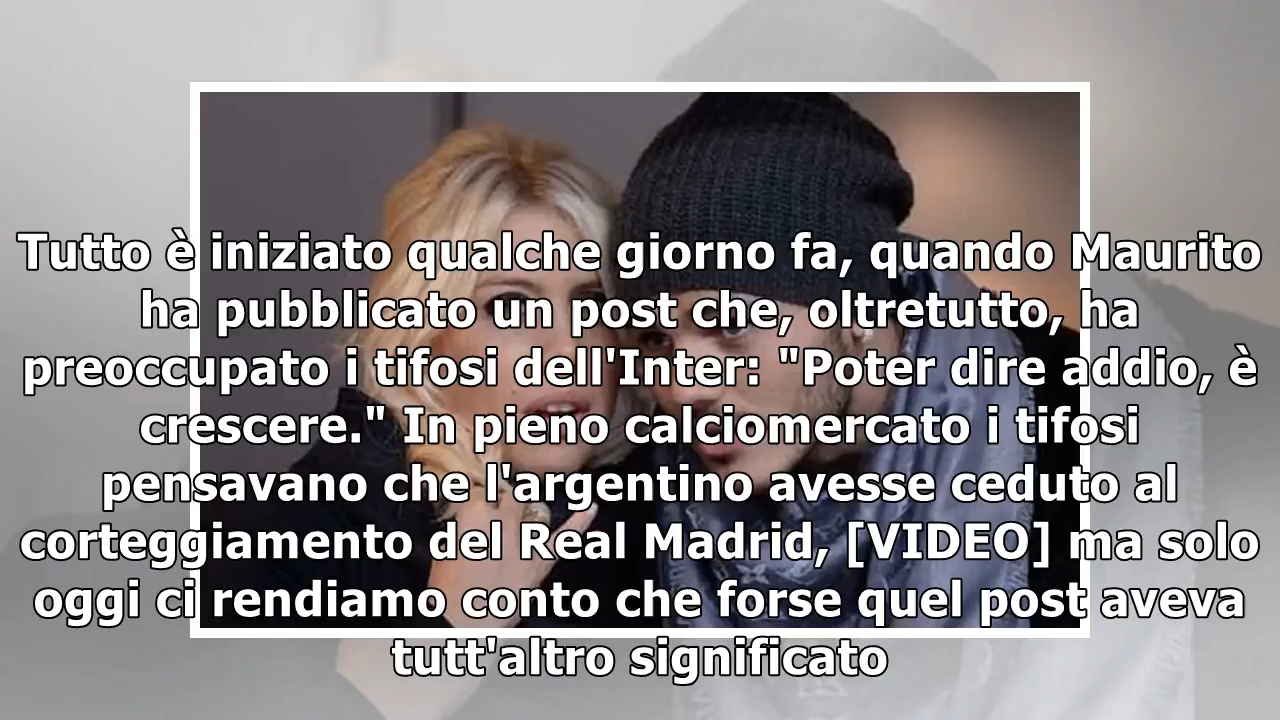 Tutto è iniziato qualche giorno fa, quando Maurito
ha pubblicato un post che, oltretutto, ha
preoccupato i tifosi dell'Inter: "Poter dire addio, è
crescere." In pieno calciomercato i tifosi
pensavano che l'argentino avesse ceduto al
corteggiamento del Real Madrid, [VIDEO] ma solo
oggi ci rendiamo conto che forse quel post aveva
tutt'altro significato